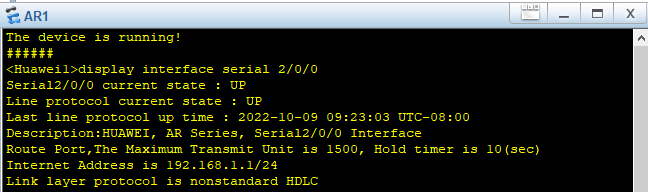 AR1
The device is running!
######
<Huawei1>display interface serial 2/0/0
Serial2/0/0 current state : UP
Line protocol current state : UP
Last line protocol up time : 2022-10-09 09:23:03 UTC-08:00
Description:HUAWEI, AR Series, Serial2/0/0 Interface
Route Port,The Maximum Transmit Unit is 1500, Hold timer is 10(sec)
Internet Address is 192.168.1.1/24
Link layer protocol is nonstandard HDLC